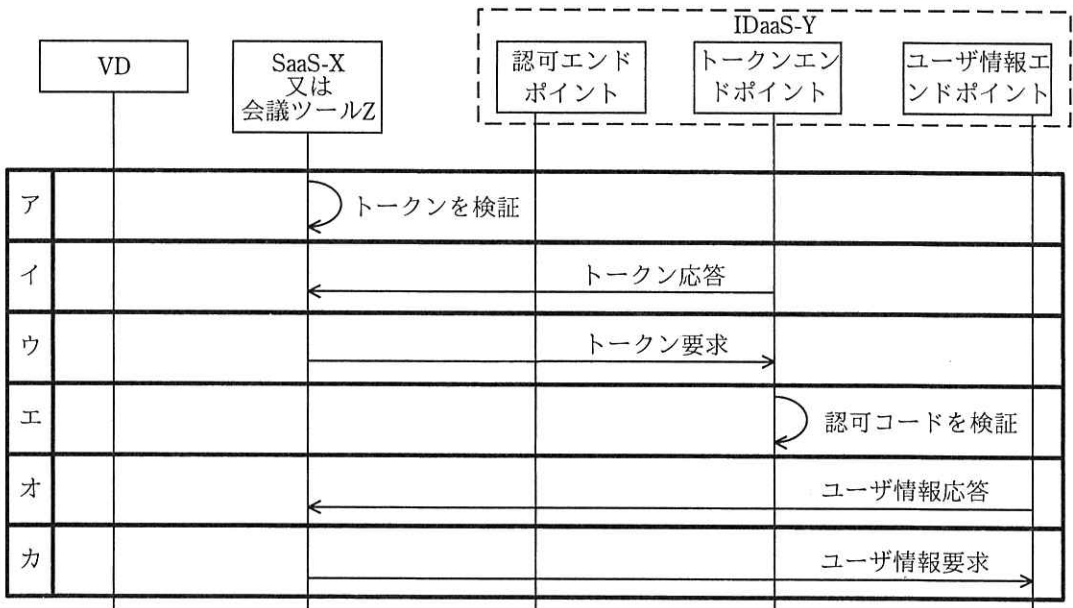 IDaaS-Y
VD
SaaS-X
又は
会議ツールZ
認可エンド
ポイント
トークンエン
ドポイント
ユーザ情報エ
ンドポイント
ア
トークンを検証
イ
トークン応答
ウ
トークン要求
エ
認可コードを検証
オ
ユーザ情報応答
カ
ユーザ情報要求